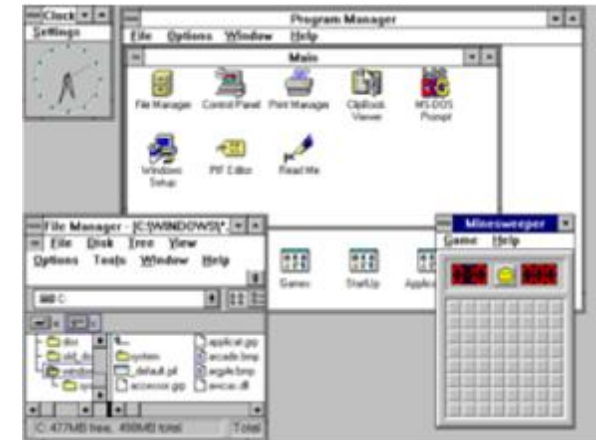 Clock
Settings
Program Manager
File Options Window Help
Main
File Manager
Control Panel
Print Manager
ClipBook Viewer
MS-DOS Prompt
Windows Setup
PIF Editor
Read Me
Games
StartUp
File Manager - [C:\WINDOWS\*.
File Disk Tree View
Options Tools Window Help
C:
dos
system
_default.pif
accessor.grp
applicat.grp
arcade.bmp
argyle.bmp
C: 477MB free, 498MB total
Total
Minesweeper
Game Help